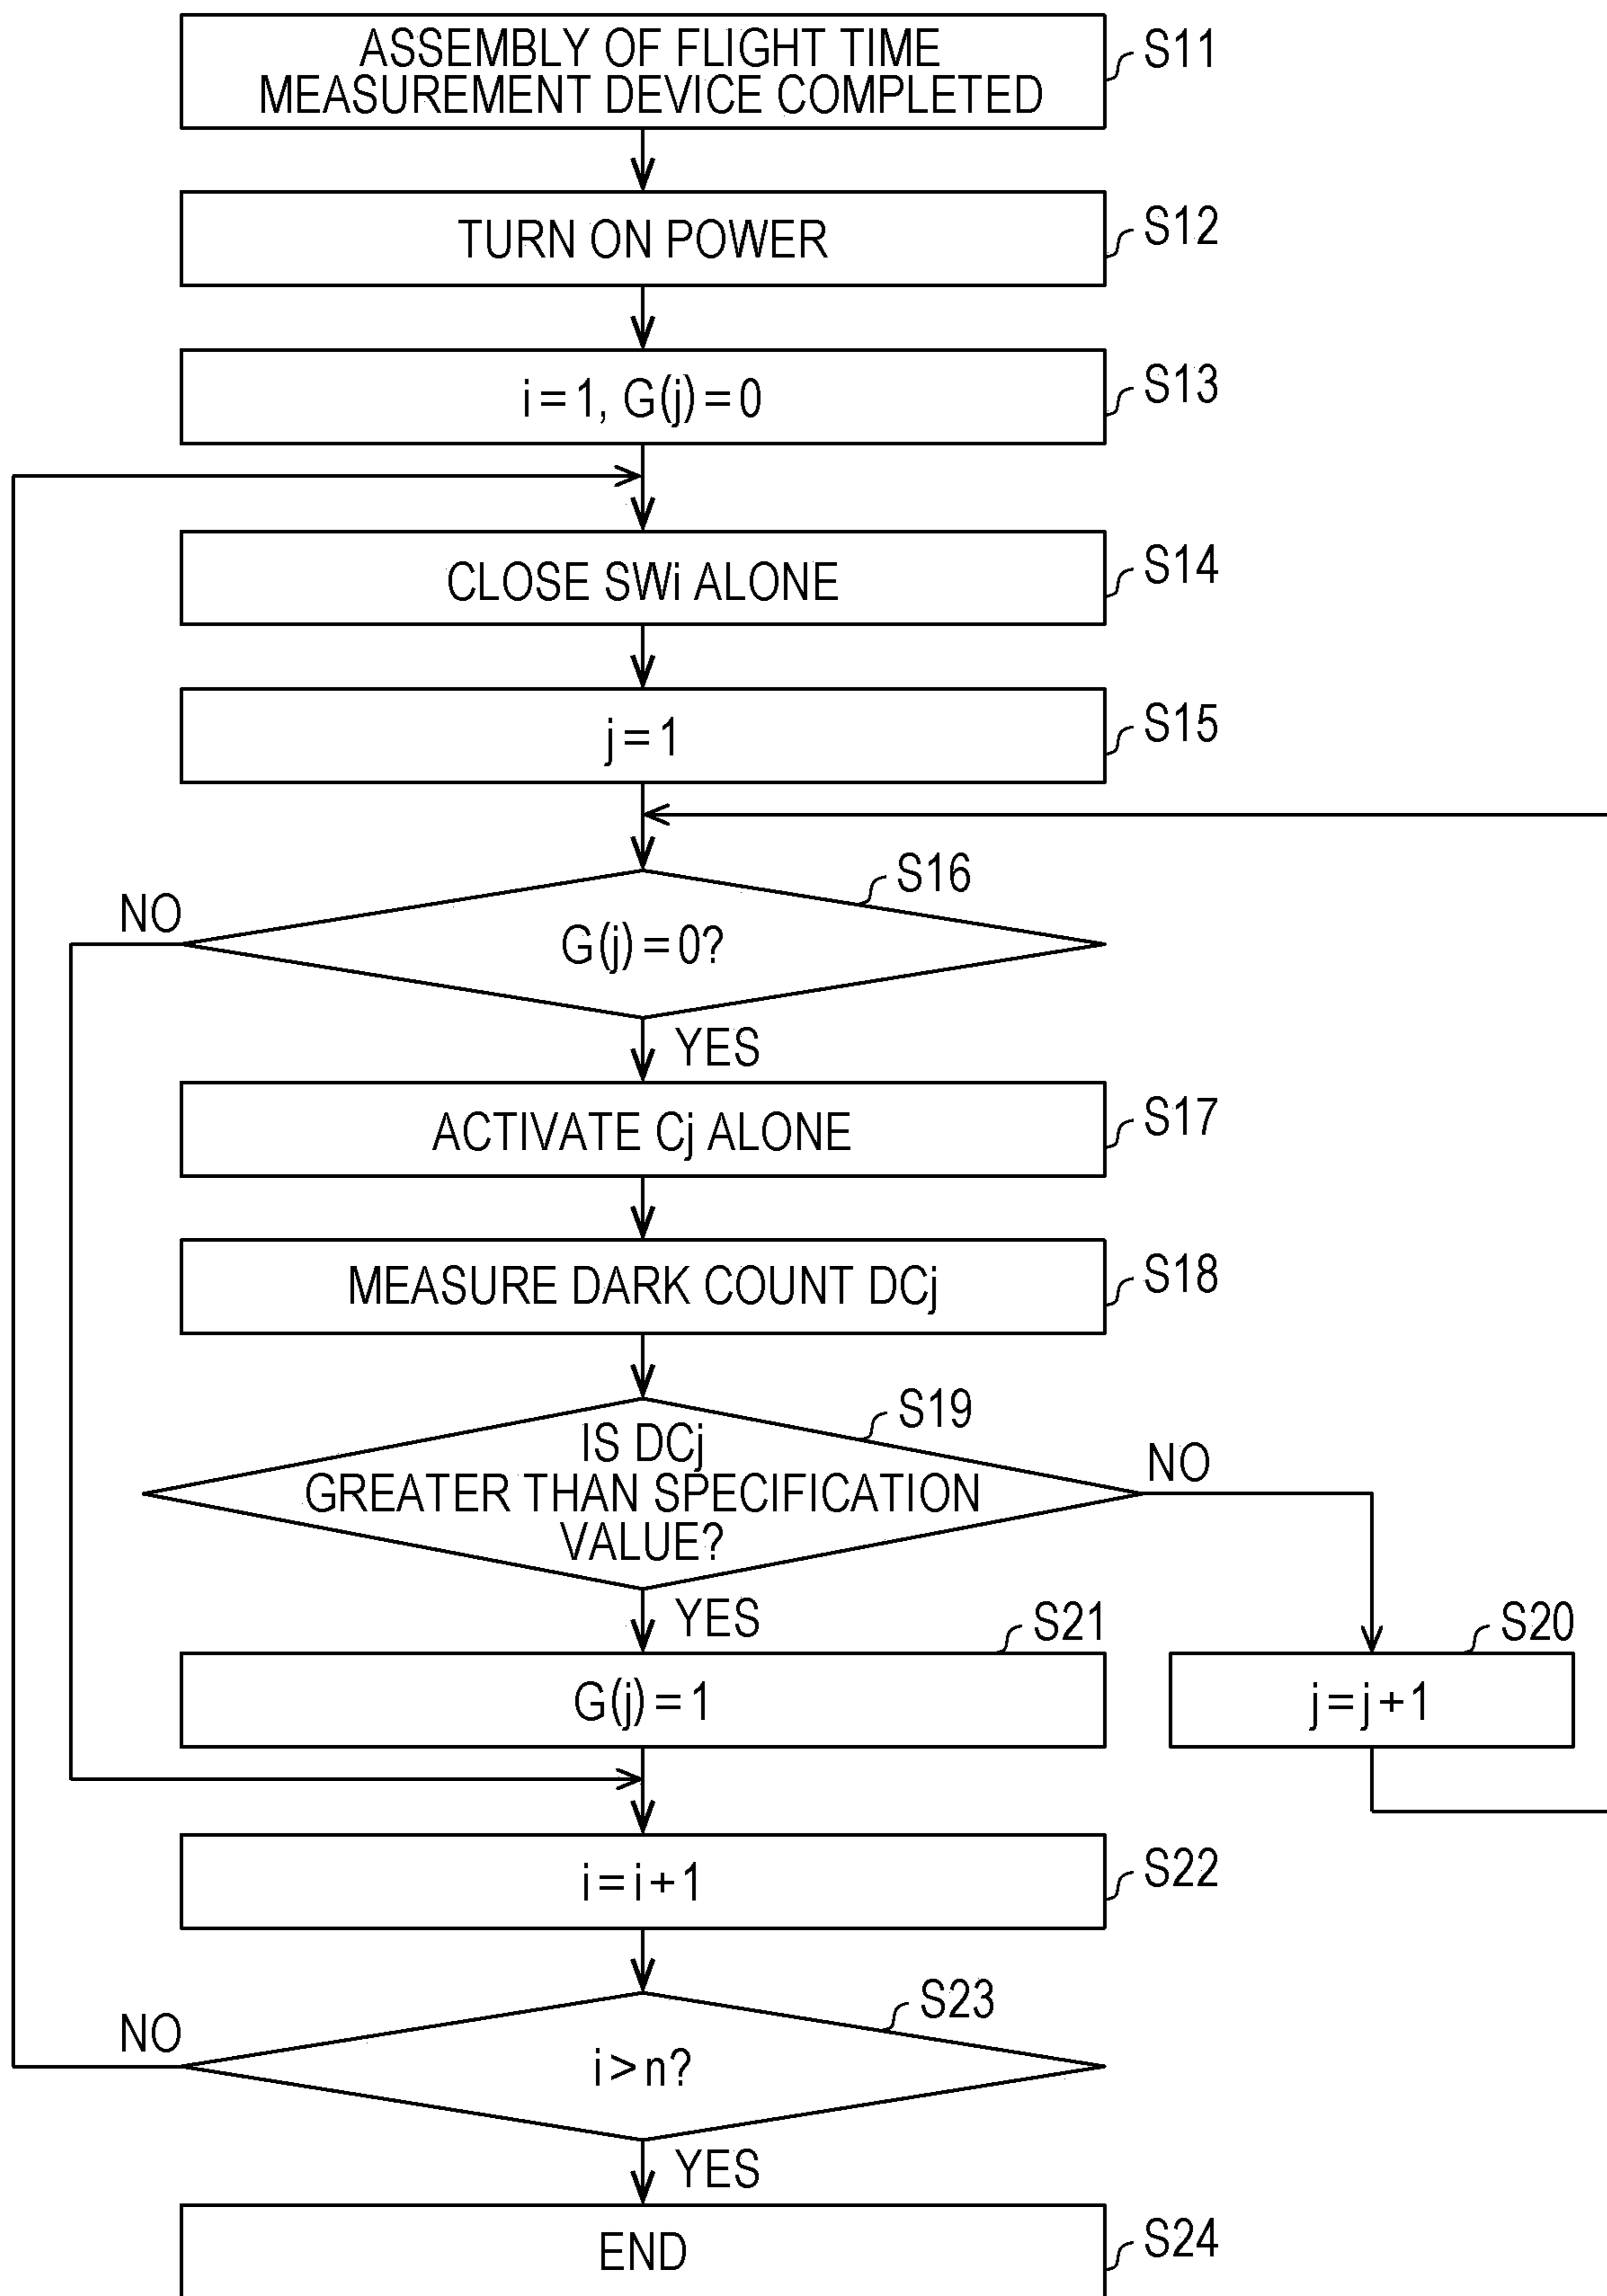 ASSEMBLY OF FLIGHT TIME
MEASUREMENT DEVICE COMPLETED
S11
TURN ON POWER
S12
i = 1, G(j) = 0
S13
CLOSE SWi ALONE
S14
j = 1
S15
S16
NO
G(j) = 0?
YES
ACTIVATE Cj ALONE
S17
MEASURE DARK COUNT DCj
S18
S19
IS DCj
GREATER THAN SPECIFICATION
VALUE?
NO
YES
S21
G(j) = 1
S20
j = j + 1
i = i + 1
S22
S23
NO
i > n?
YES
END
S24